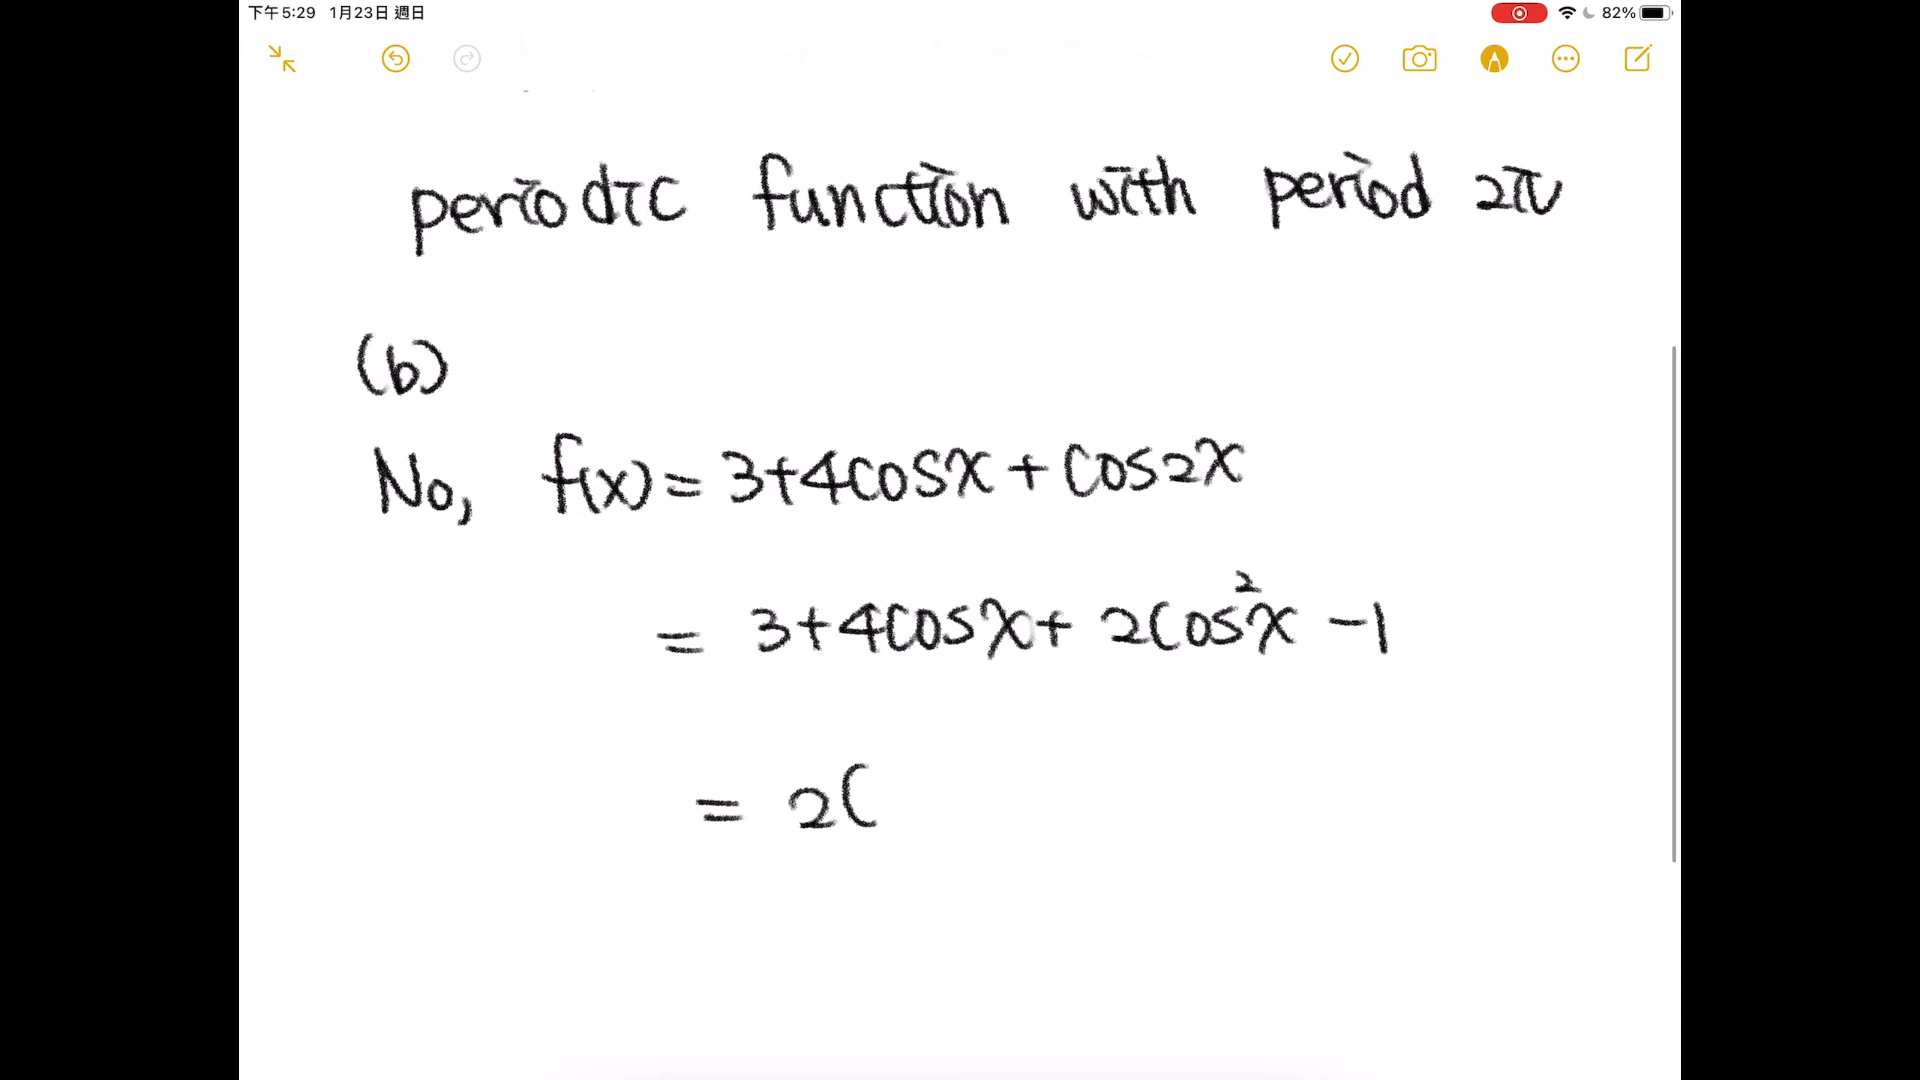 下午5:29 1月23日 週日 82%
periodic function with period 2π
(b)
No, f(x) = 3+4cosx + cos2x
= 3+4cosx + 2cos²x - 1
= 2(